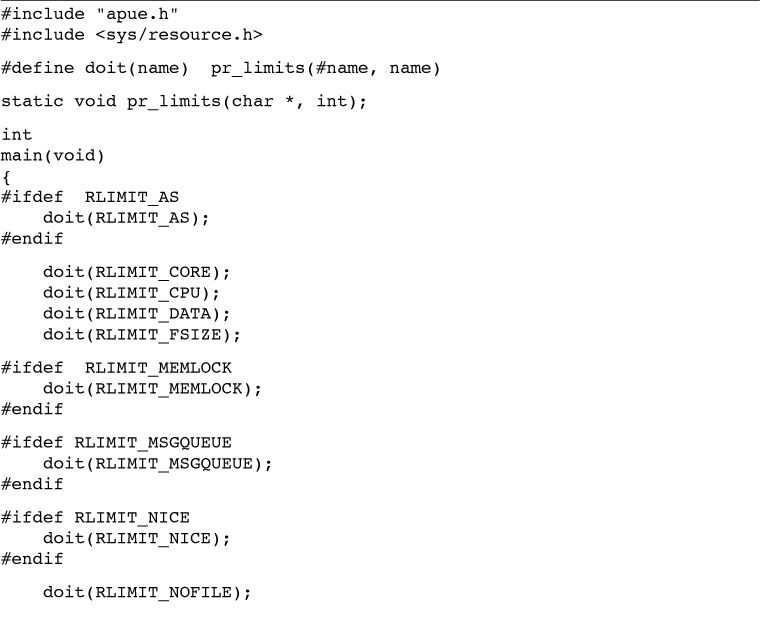 #include "apue.h"
#include <sys/resource.h>
#define doit(name)  pr_limits(#name, name)
static void pr_limits(char *, int);
int
main(void)
{
#ifdef  RLIMIT_AS
    doit(RLIMIT_AS);
#endif
    doit(RLIMIT_CORE);
    doit(RLIMIT_CPU);
    doit(RLIMIT_DATA);
    doit(RLIMIT_FSIZE);
#ifdef  RLIMIT_MEMLOCK
    doit(RLIMIT_MEMLOCK);
#endif
#ifdef RLIMIT_MSGQUEUE
    doit(RLIMIT_MSGQUEUE);
#endif
#ifdef RLIMIT_NICE
    doit(RLIMIT_NICE);
#endif
    doit(RLIMIT_NOFILE);